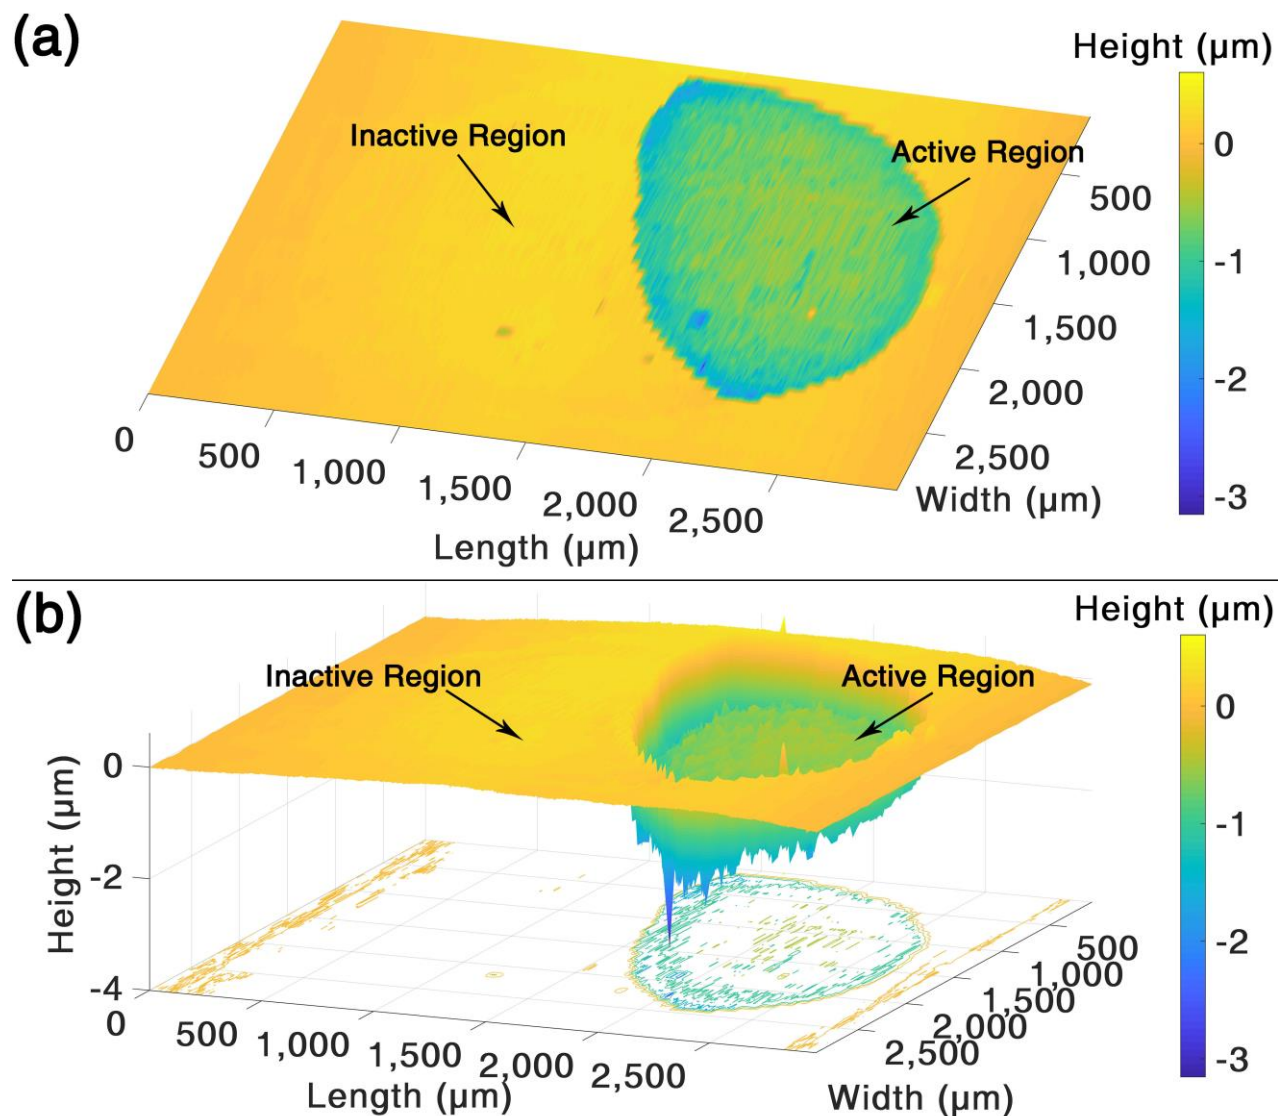 (a)
Height (μm)
Inactive Region
Active Region
0
-1
-2
-3
500
1,000
1,500
2,000
2,500
Width (μm)
0
500
1,000
1,500
2,000
2,500
Length (μm)
(b)
Height (μm)
Inactive Region
Active Region
0
-1
-2
-3
0
-2
-4
Height (μm)
500
1,000
1,500
2,000
2,500
Width (μm)
0
500
1,000
1,500
2,000
2,500
Length (μm)